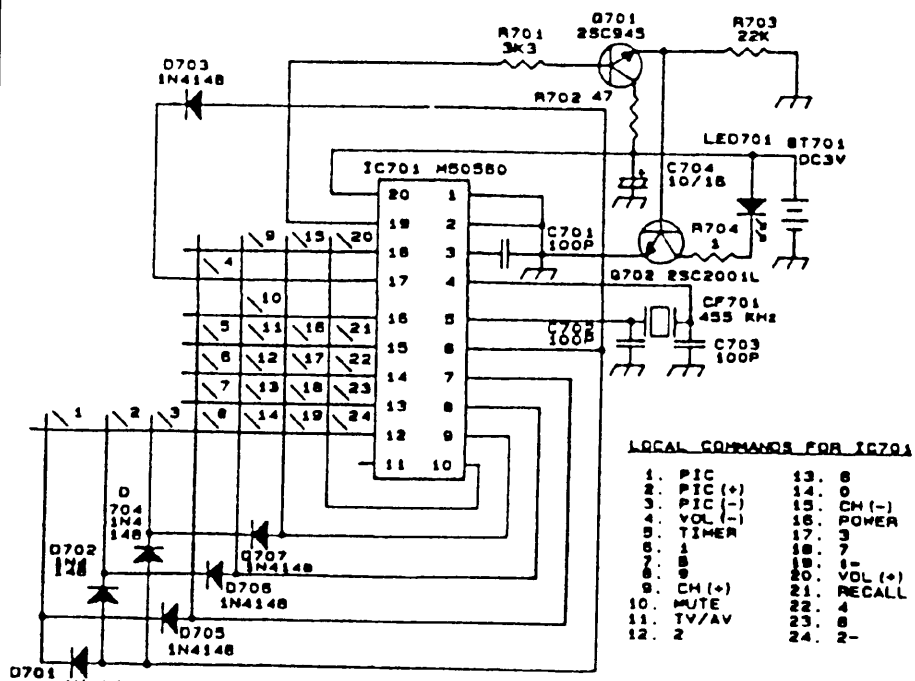 Q701
2SC945
R701
3K3
R703
22K
D703
1N4148
R702 47
LED701
BT701
DC3V
IC701 M50560
C704
10/16
20 1
19 2
18 3
17 4
16 5
15 6
14 7
13 8
12 9
11 10
C701
100P
R704
1
Q702 2SC2001L
CF701
455 KHz
C702
100P
C703
100P
9 15 20
4
10
5 11 16 21
6 12 17 22
7 13 18 23
1 2 3 8 14 19 24
D
704
1N4
148
D702
1N4
148
D707
1N4148
D706
1N4148
D705
1N4148
D701
LOCAL COMMANDS FOR IC701
1. PIC
2. PIC(+)
3. PIC(-)
4. VOL(-)
5. TIMER
6. 1
7. 5
8. 9
9. CH(+)
10. MUTE
11. TV/AV
12. 2
13. 6
14. 0
15. CH(-)
16. POWER
17. 3
18. 7
19. 1-
20. VOL(+)
21. RECALL
22. 4
23. 8
24. 2-